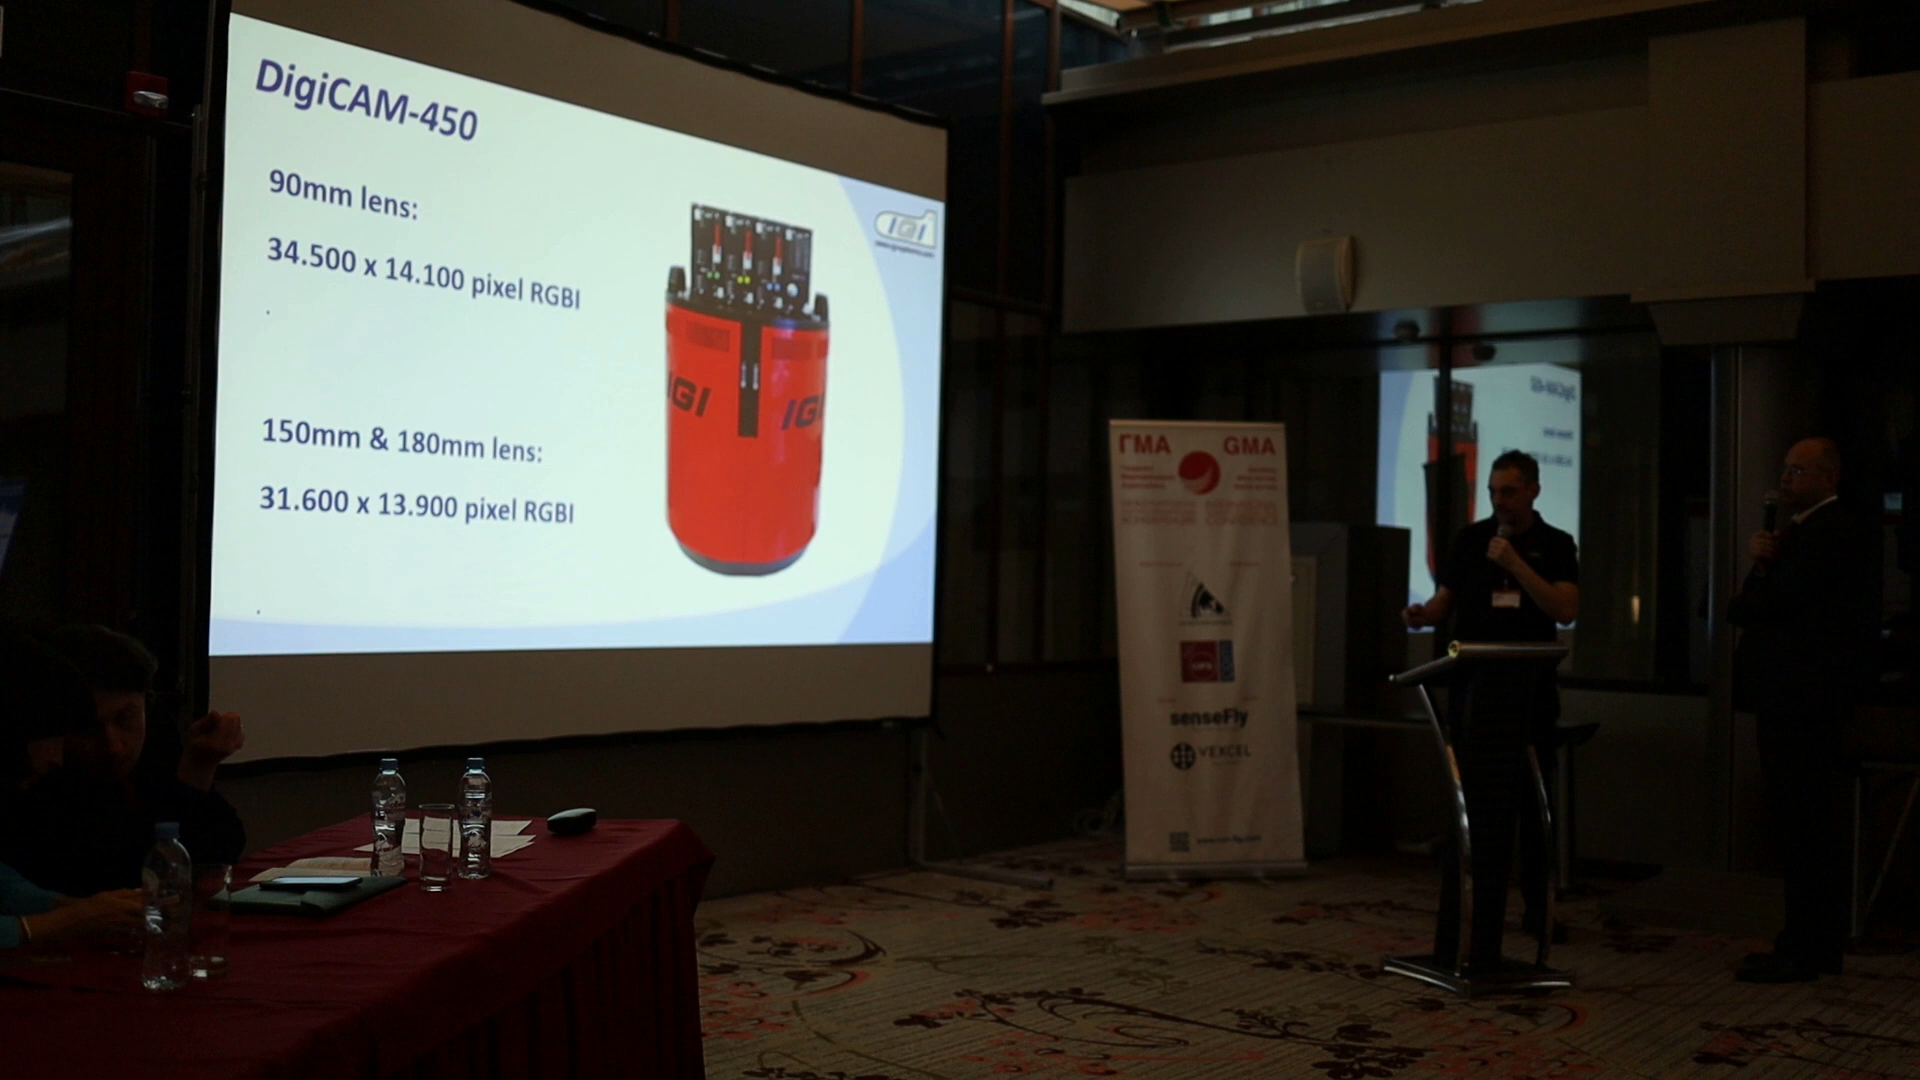 DigiCAM-450
90mm lens:
34.500 x 14.100 pixel RGBI
150mm & 180mm lens:
31.600 x 13.900 pixel RGBI
IGI
IGI
IGI
ГМА
GMA
senseFly
VEXCEL